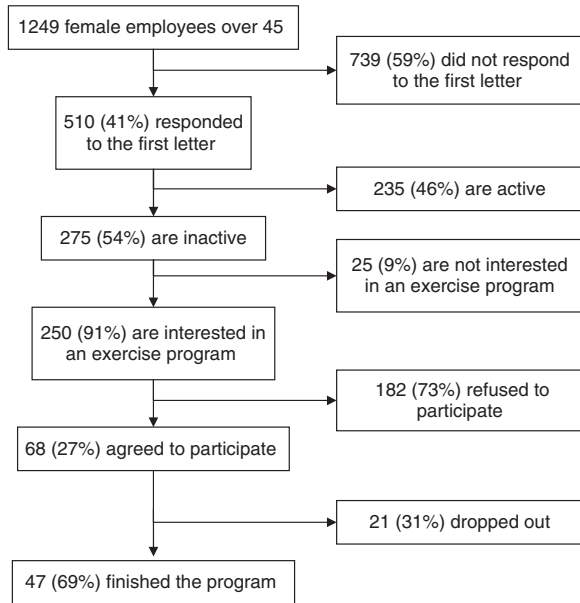 1249 female employees over 45
739 (59%) did not respond
to the first letter
510 (41%) responded
to the first letter
235 (46%) are active
275 (54%) are inactive
25 (9%) are not interested
in an exercise program
250 (91%) are interested in
an exercise program
182 (73%) refused to
participate
68 (27%) agreed to participate
21 (31%) dropped out
47 (69%) finished the program